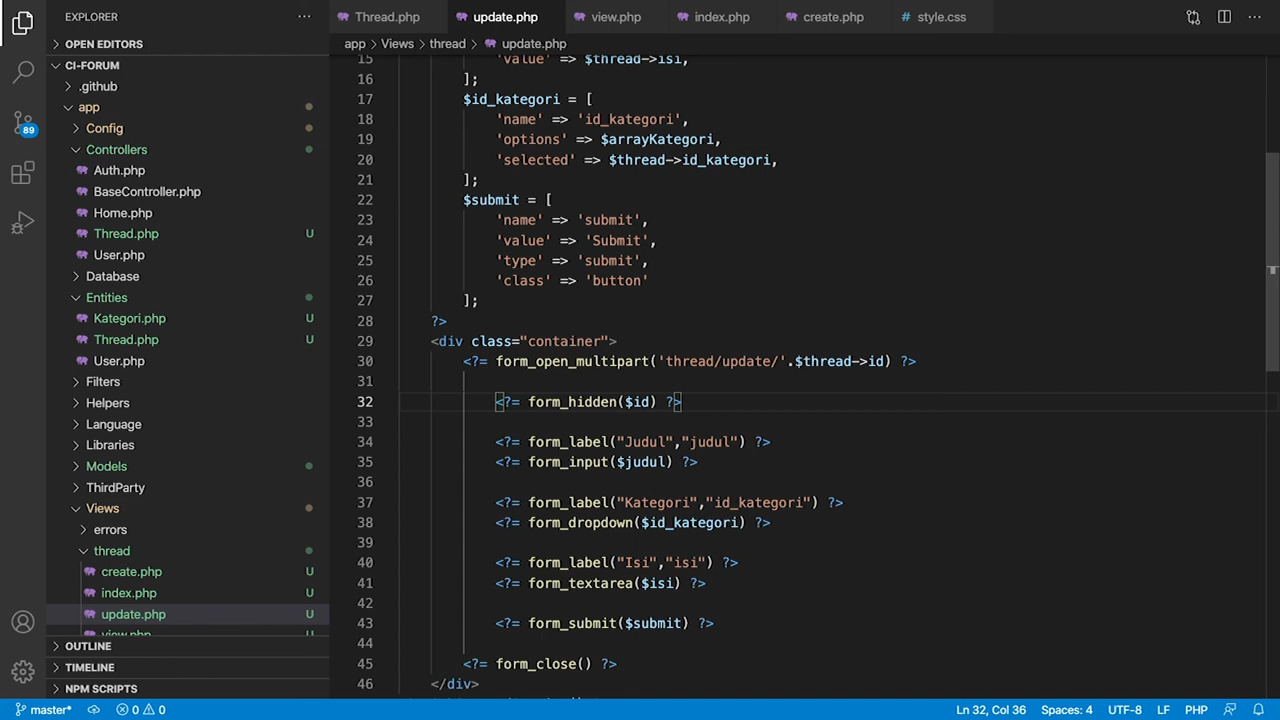 EXPLORER
Thread.php
update.php
view.php
index.php
create.php
# style.css
OPEN EDITORS
app > Views > thread > update.php
CI-FORUM
.github
app
Config
Controllers
Auth.php
BaseController.php
Home.php
Thread.php U
User.php
Database
Entities
Kategori.php U
Thread.php U
User.php
Filters
Helpers
Language
Libraries
Models
ThirdParty
Views
errors
thread
create.php U
index.php U
update.php U
view.php U
OUTLINE
TIMELINE
NPM SCRIPTS
89
15 'value' => $thread->isi,
16 ];
17 $id_kategori = [
18 'name' => 'id_kategori',
19 'options' => $arrayKategori,
20 'selected' => $thread->id_kategori,
21 ];
22 $submit = [
23 'name' => 'submit',
24 'value' => 'Submit',
25 'type' => 'submit',
26 'class' => 'button'
27 ];
28 ?>
29 <div class="container">
30 <?= form_open_multipart('thread/update/'.$thread->id) ?>
31
32 <?= form_hidden($id) ?>
33
34 <?= form_label("Judul","judul") ?>
35 <?= form_input($judul) ?>
36
37 <?= form_label("Kategori","id_kategori") ?>
38 <?= form_dropdown($id_kategori) ?>
39
40 <?= form_label("Isi","isi") ?>
41 <?= form_textarea($isi) ?>
42
43 <?= form_submit($submit) ?>
44
45 <?= form_close() ?>
46 </div>
master* 0 0 Ln 32, Col 36 Spaces: 4 UTF-8 LF PHP